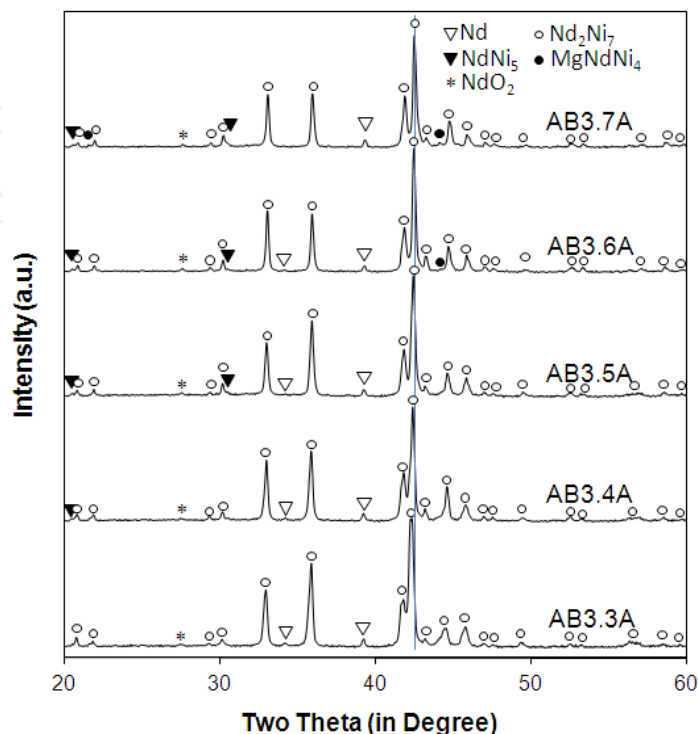 ▽Nd ○ Nd₂Ni₇
▼NdNi₅ ● MgNdNi₄
* NdO₂
AB3.7A
AB3.6A
AB3.5A
AB3.4A
AB3.3A
Intensity (a.u.)
20 30 40 50 60
Two Theta (in Degree)